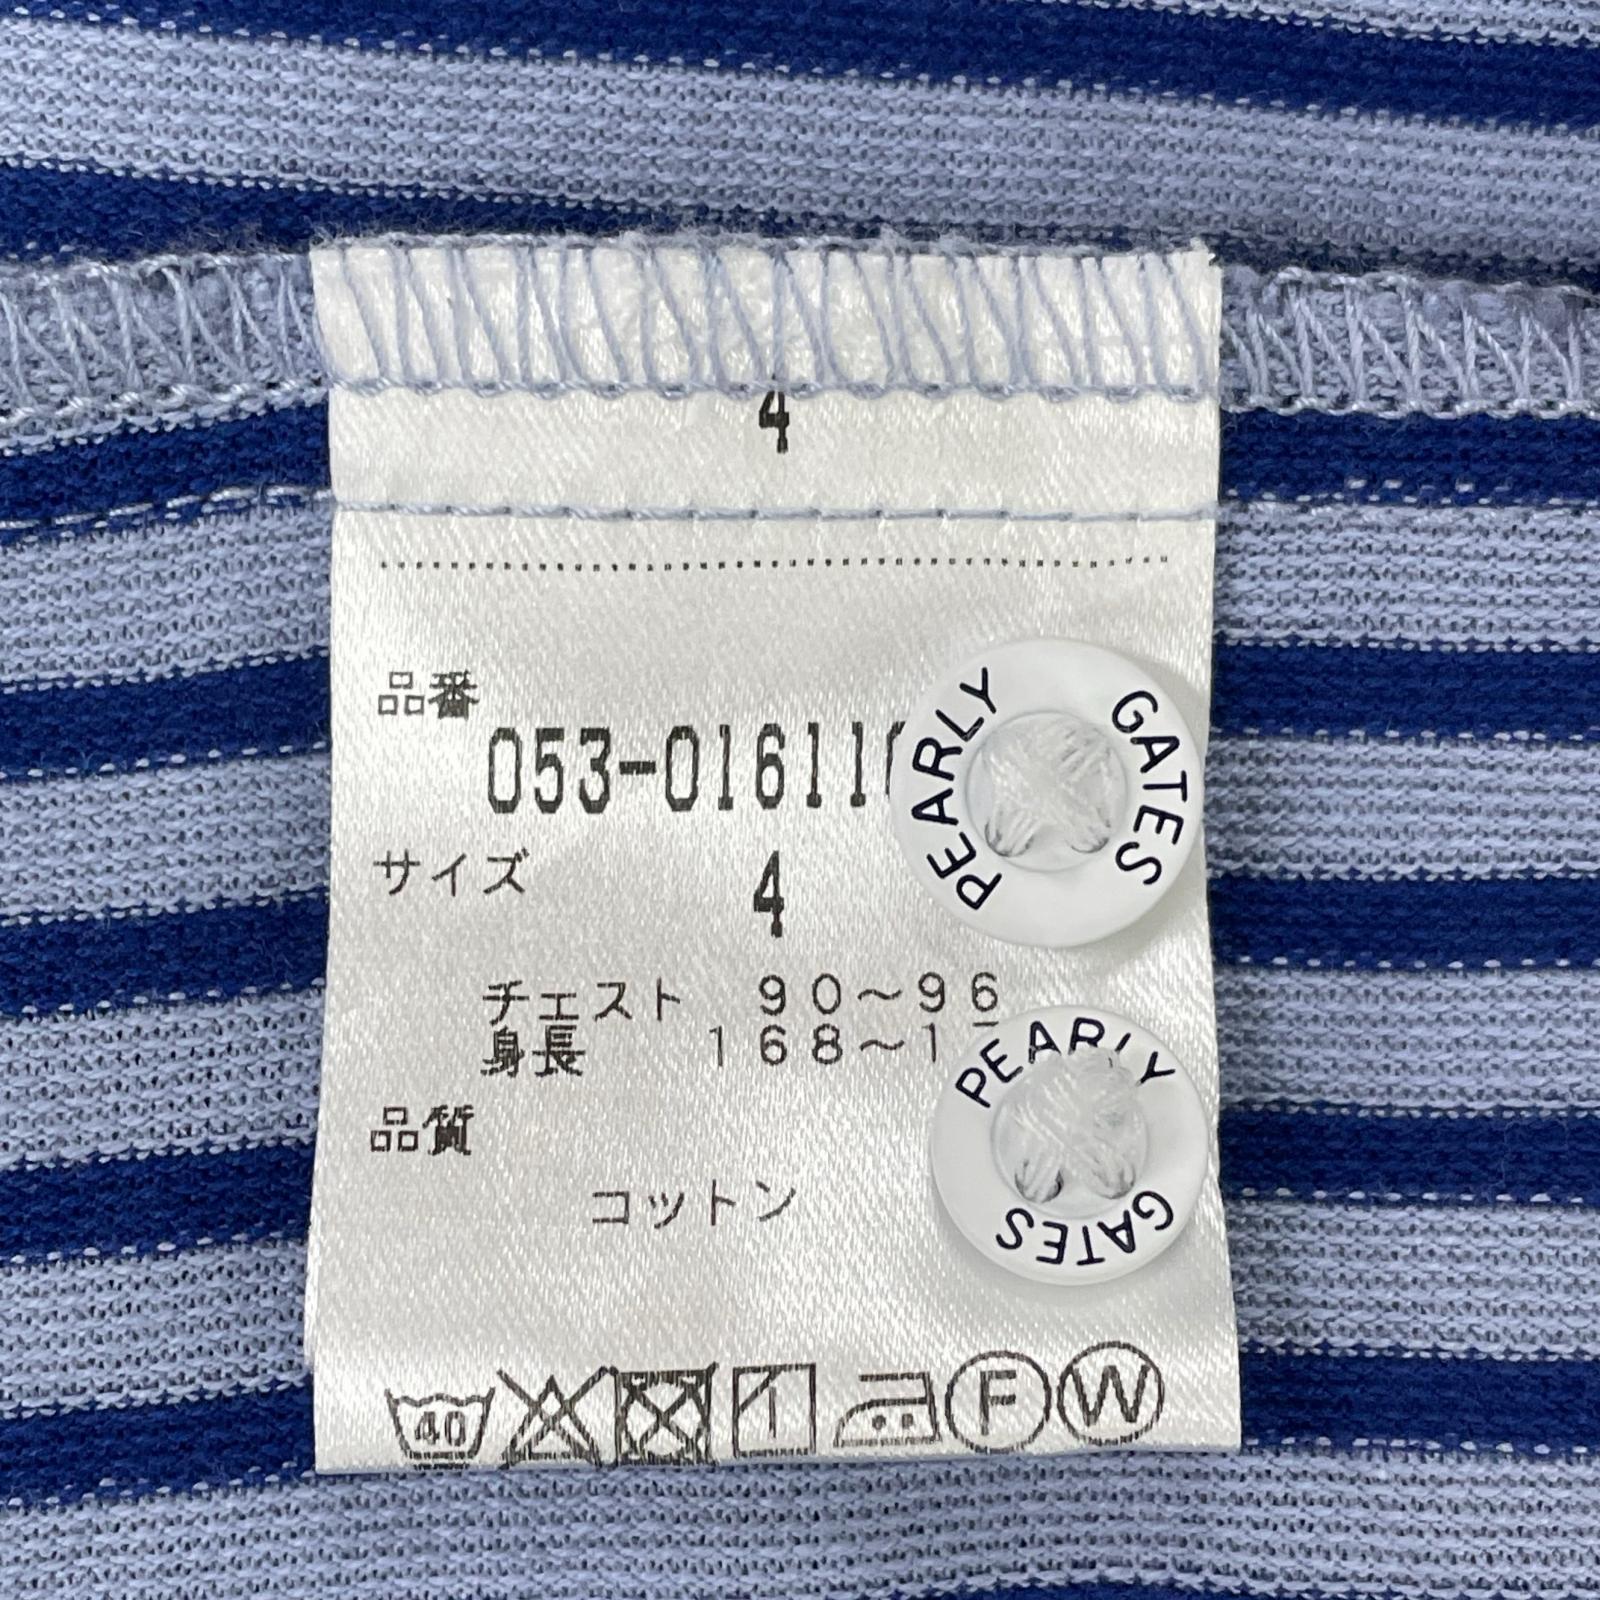 4
品番
053-01611
PEARLY GATES
サイズ 4
チェスト 90~96
身長 168~1
PEARLY GATES
品質
コットン
40
F W